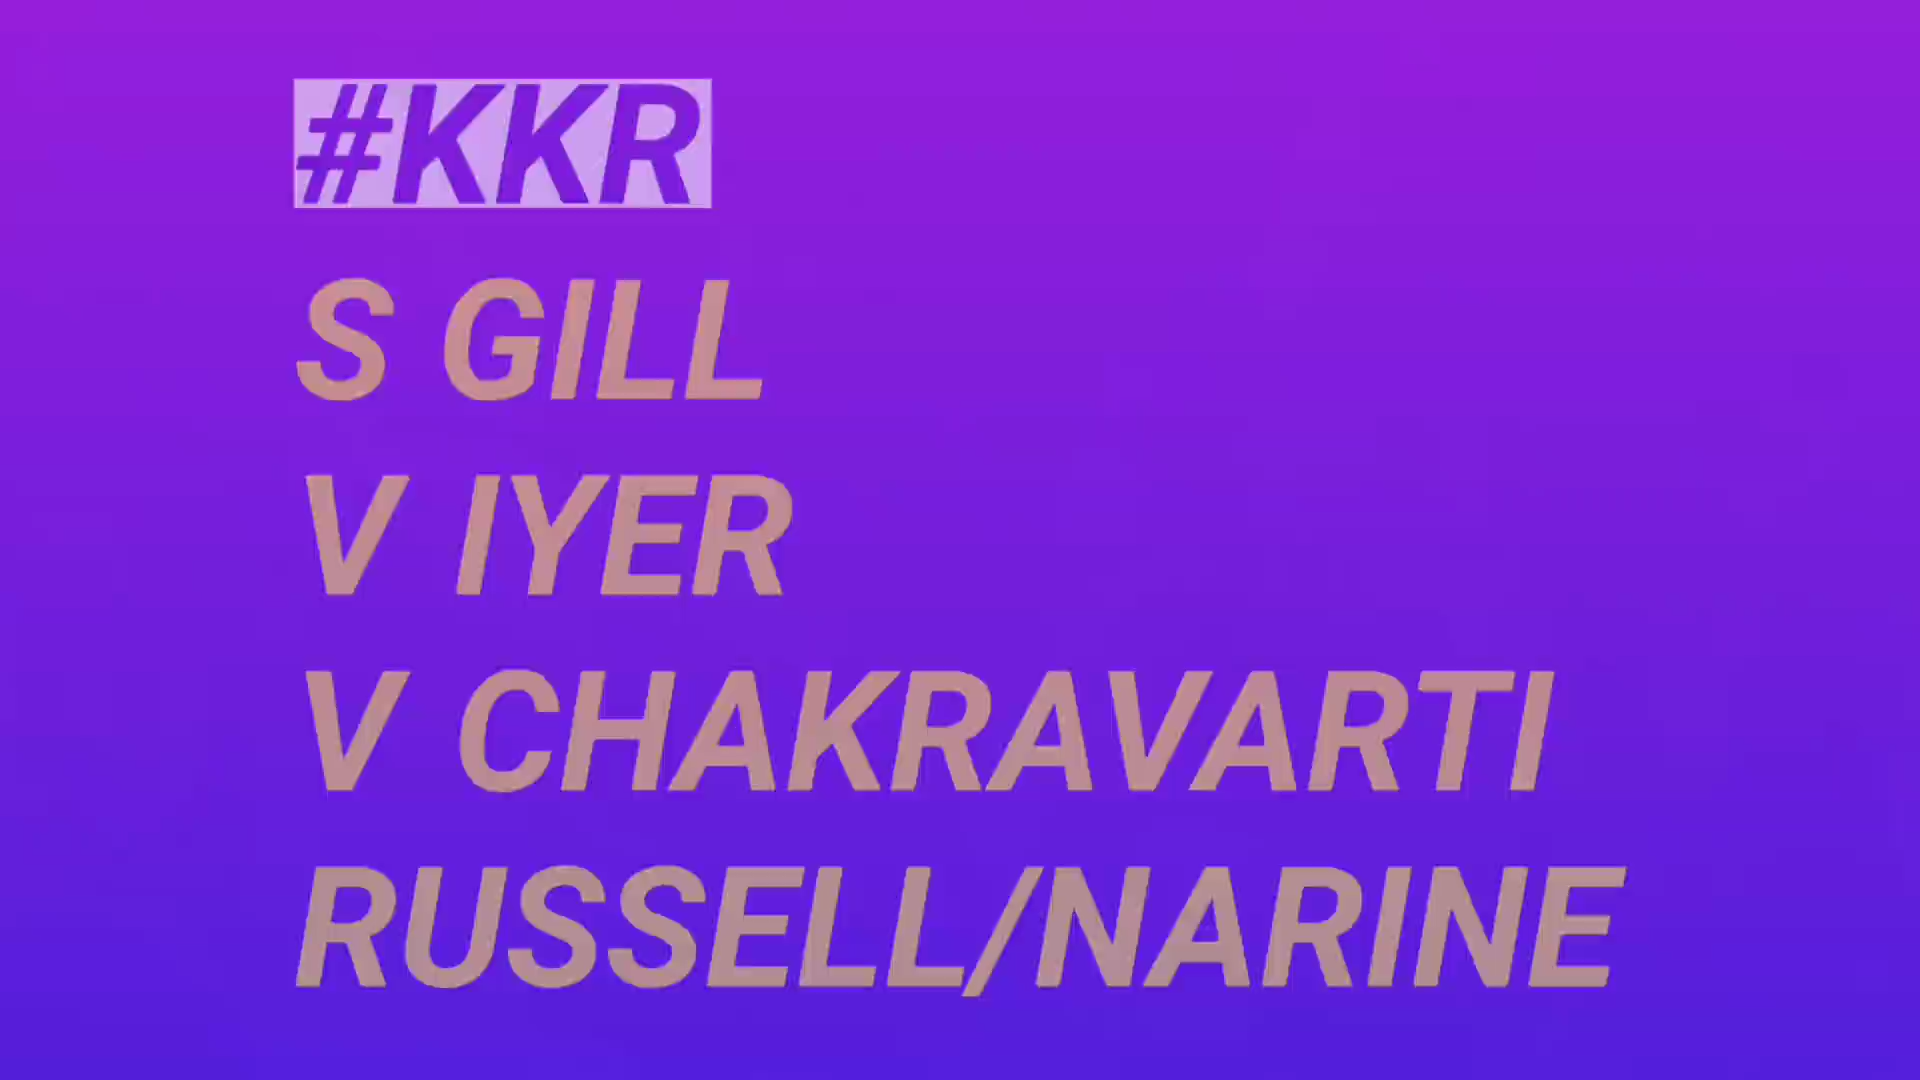 #KKR
S GILL
V IYER
V CHAKRAVARTI
RUSSELL/NARINE